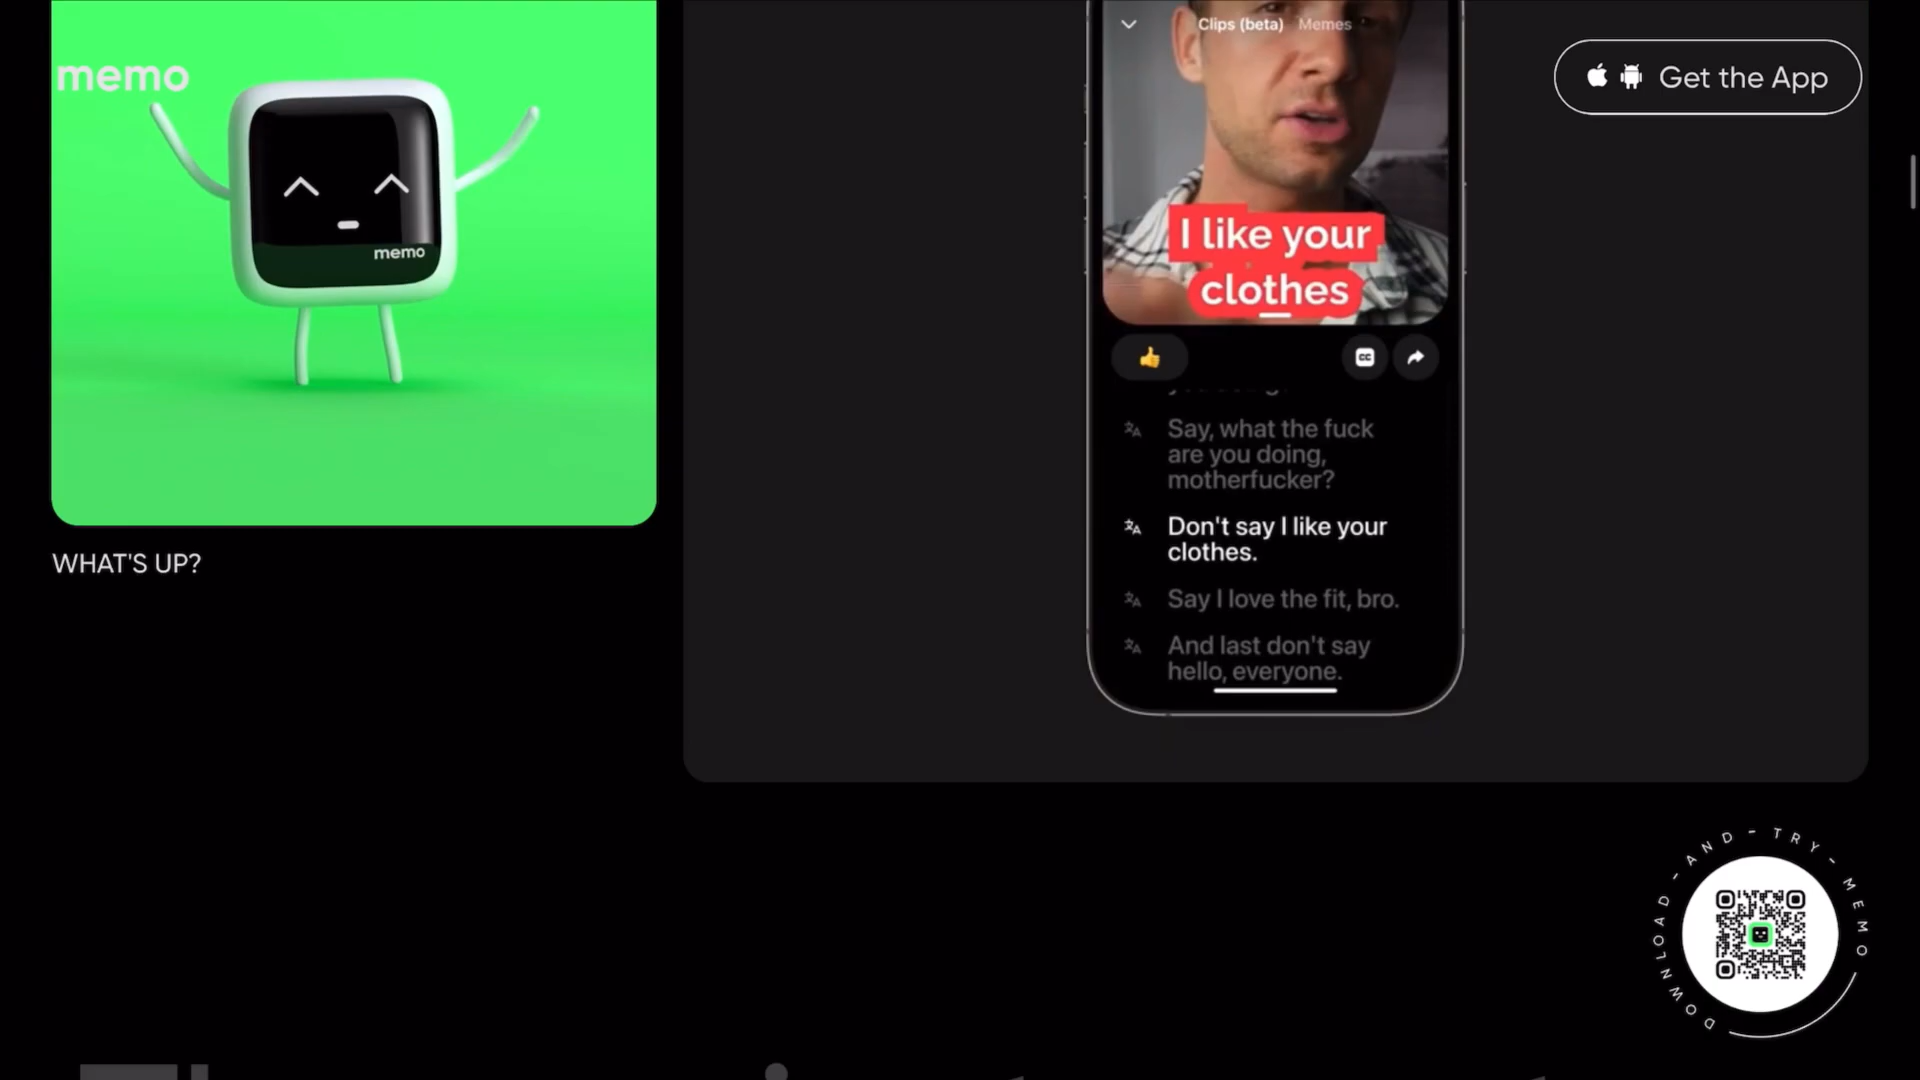 memo
memo
WHAT'S UP?
Clips (beta) Memes
Get the App
I like your
clothes
CC
Say, what the fuck
are you doing,
motherfucker?
Don't say I like your
clothes.
Say I love the fit, bro.
And last don't say
hello, everyone.
DOWNLOAD - AND - TRY - MEMO